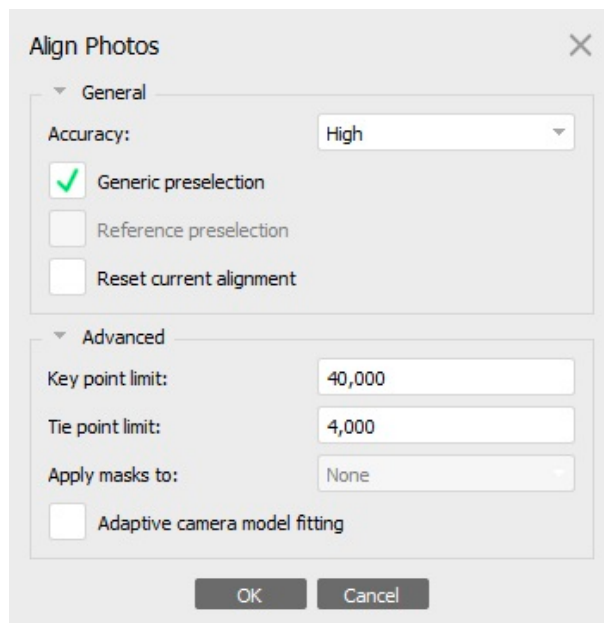 Align Photos
General
Accuracy: High
Generic preselection
Reference preselection
Reset current alignment
Advanced
Key point limit: 40,000
Tie point limit: 4,000
Apply masks to: None
Adaptive camera model fitting
OK Cancel